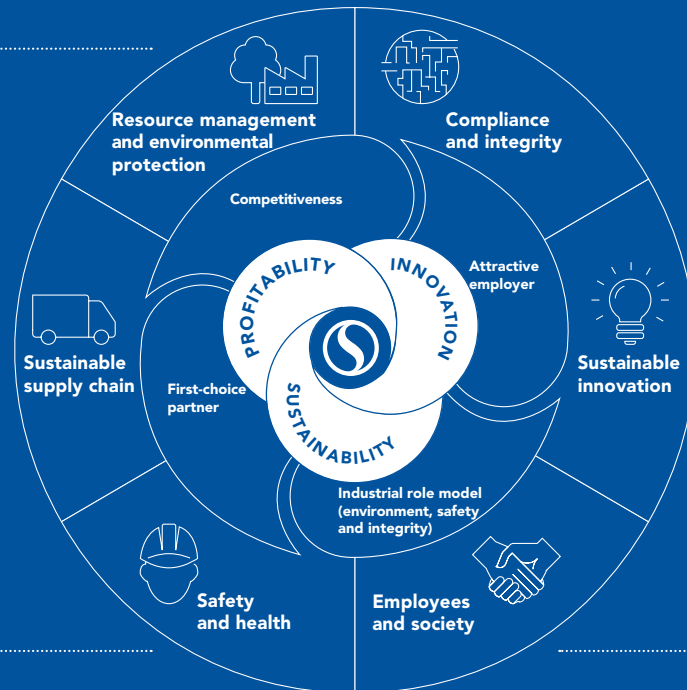 Resource management
and environmental
protection
Compliance
and integrity
Competitiveness
Attractive
employer
PROFITABILITY
INNOVATION
SUSTAINABILITY
Sustainable
supply chain
First-choice
partner
Sustainable
innovation
Industrial role model
(environment, safety
and integrity)
Safety
and health
Employees
and society